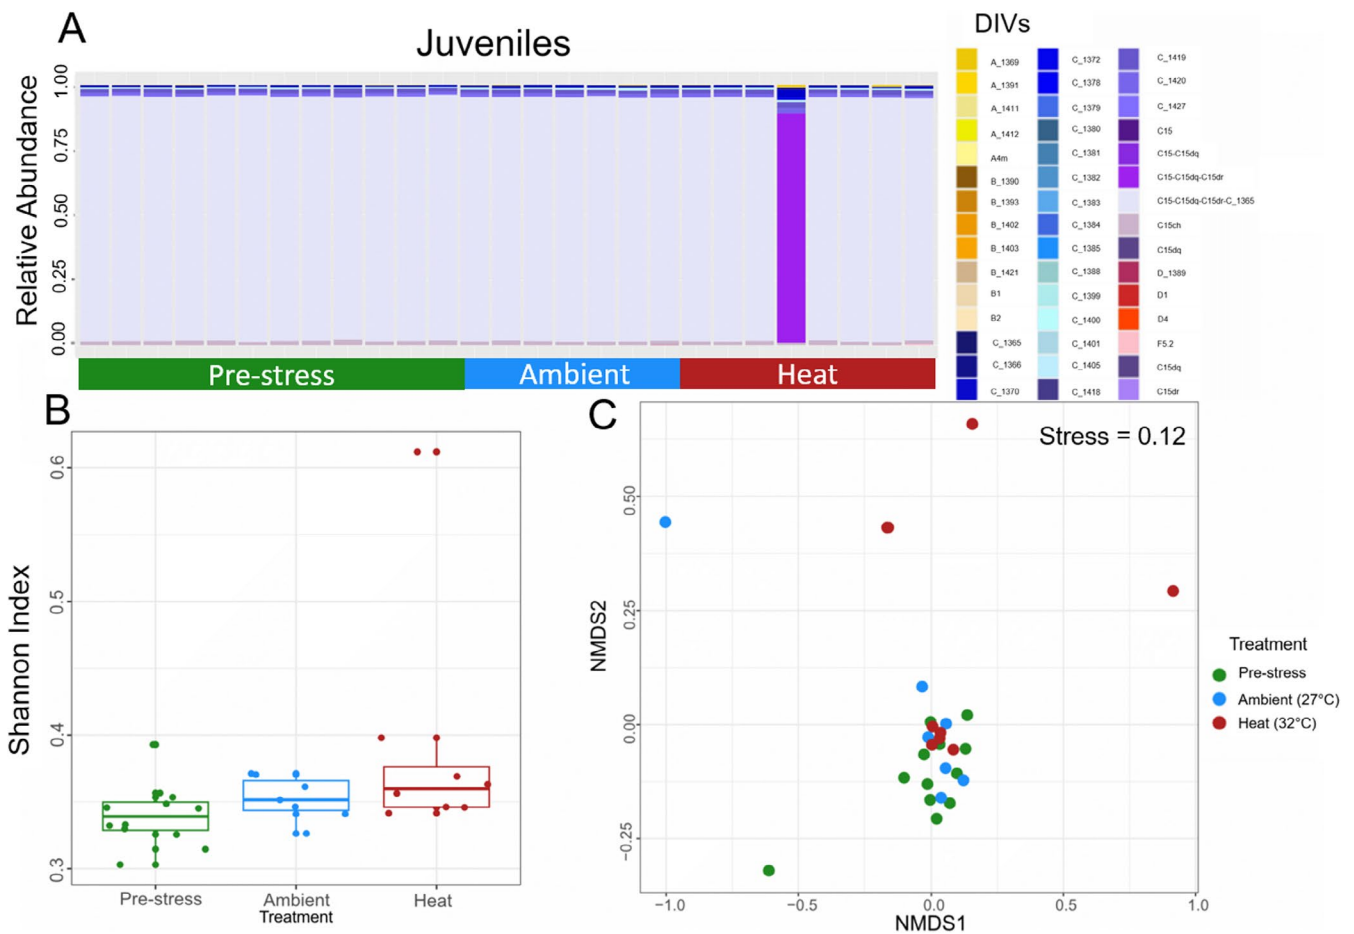 A
Juveniles
DIVs
Relative Abundance
1.00
0.75
0.50
0.25
0.00
Pre-stress
Ambient
Heat
A_1369
A_1391
A_1411
A_1412
A4m
B_1390
B_1393
B_1402
B_1403
B_1421
B1
B2
C_1365
C_1366
C_1370
C_1372
C_1378
C_1379
C_1380
C_1381
C_1382
C_1383
C_1384
C_1385
C_1388
C_1399
C_1400
C_1401
C_1405
C_1418
C_1419
C_1420
C_1427
C15
C15-C15dq
C15-C15dq-C15dr
C15-C15dq-C15dr-C_1365
C15ch
C15dq
D_1389
D1
D4
F5.2
C15dq
C15dr
B
Shannon Index
0.6
0.5
0.4
0.3
Pre-stress
Ambient
Heat
Treatment
C
Stress = 0.12
NMDS2
0.50
0.25
0.00
−0.25
−1.0
−0.5
0.0
0.5
1.0
NMDS1
Treatment
Pre-stress
Ambient (27°C)
Heat (32°C)